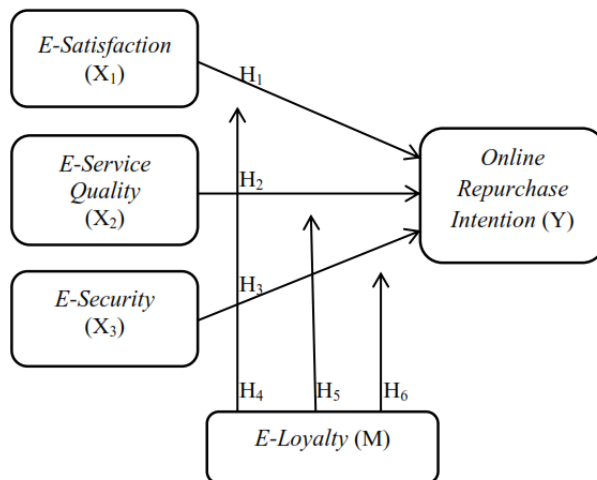 E-Satisfaction
(X₁)
H₁
E-Service
Quality
(X₂)
H₂
Online
Repurchase
Intention (Y)
E-Security
(X₃)
H₃
H₄
H₅
H₆
E-Loyalty (M)